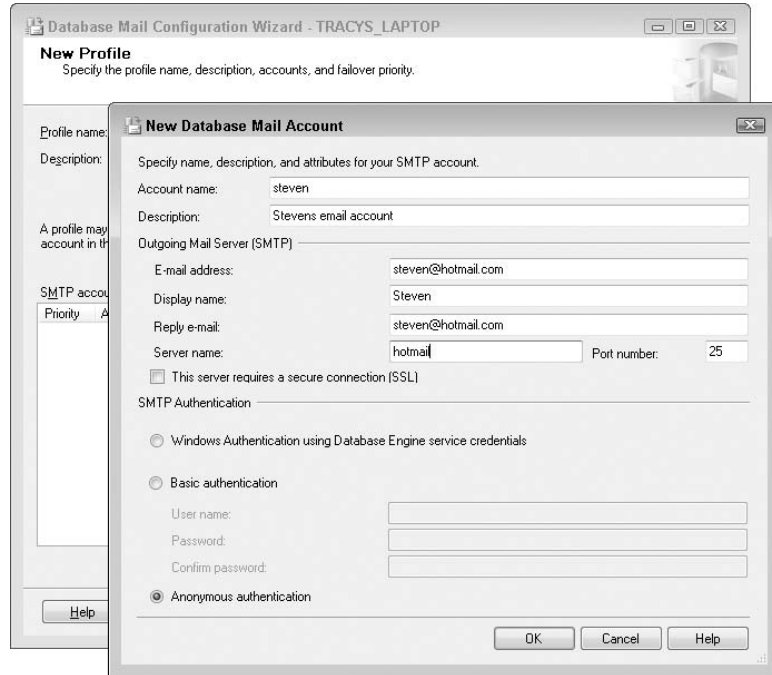 Database Mail Configuration Wizard - TRACYS_LAPTOP
New Profile
Specify the profile name, description, accounts, and failover priority.
Profile name:
Description:
A profile may
account in th
SMTP accou
Priority A
Help
New Database Mail Account
Specify name, description, and attributes for your SMTP account.
Account name: steven
Description: Stevens email account
Outgoing Mail Server (SMTP)
E-mail address: steven@hotmail.com
Display name: Steven
Reply e-mail: steven@hotmail.com
Server name: hotmail Port number: 25
This server requires a secure connection (SSL)
SMTP Authentication
Windows Authentication using Database Engine service credentials
Basic authentication
User name:
Password:
Confirm password:
Anonymous authentication
OK Cancel Help